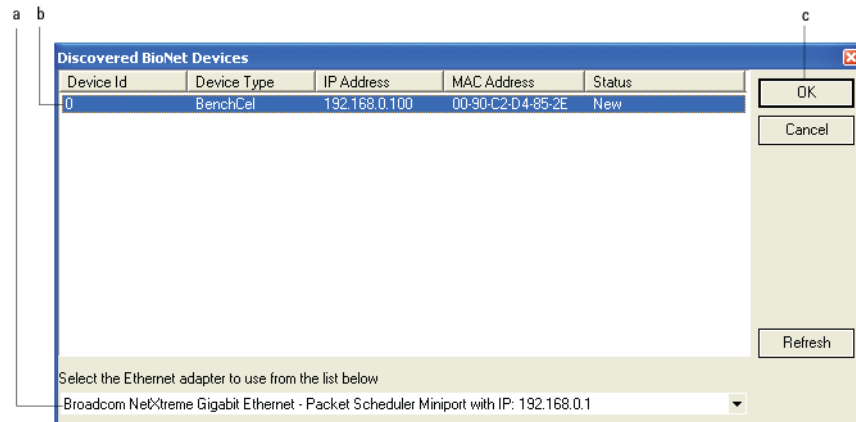 a b c
Discovered BioNet Devices
Device Id Device Type IP Address MAC Address Status
0 BenchCel 192.168.0.100 00-90-C2-D4-85-2E New
OK
Cancel
Refresh
Select the Ethernet adapter to use from the list below
Broadcom NetXtreme Gigabit Ethernet - Packet Scheduler Miniport with IP: 192.168.0.1